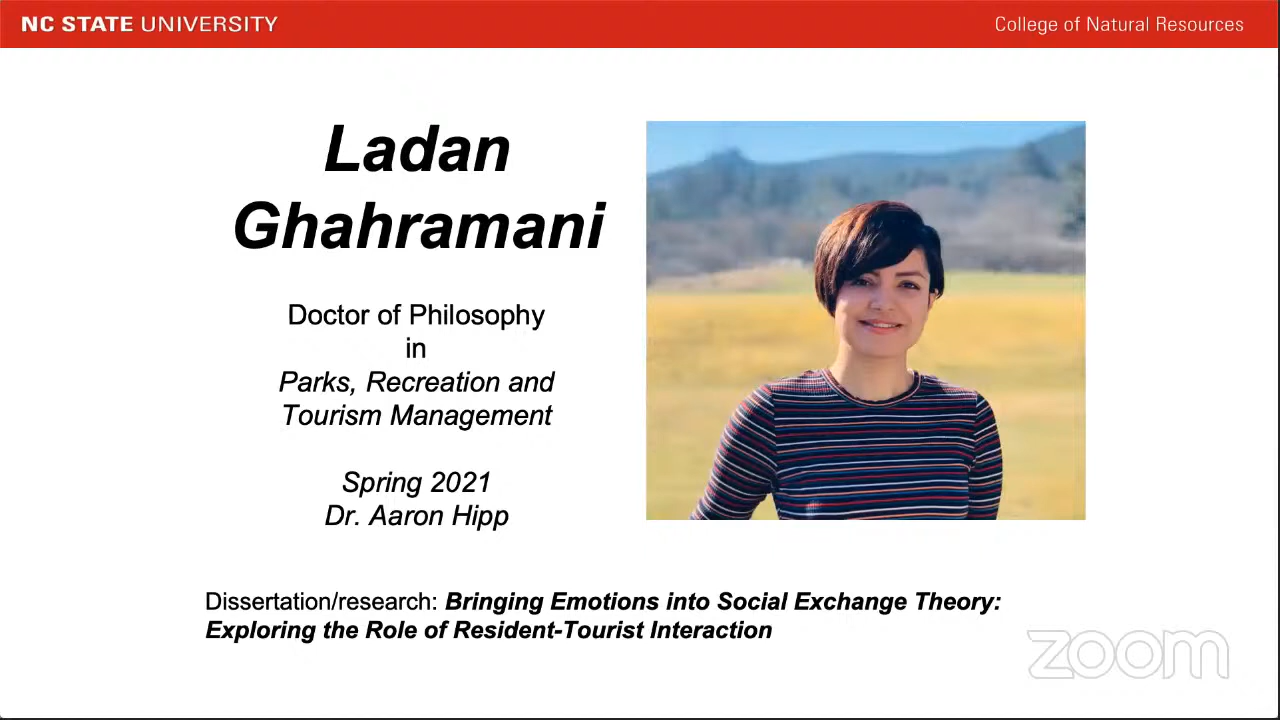 NC STATE UNIVERSITY
College of Natural Resources
Ladan
Ghahramani
Doctor of Philosophy
in
Parks, Recreation and
Tourism Management
Spring 2021
Dr. Aaron Hipp
Dissertation/research: Bringing Emotions into Social Exchange Theory:
Exploring the Role of Resident-Tourist Interaction
zoom